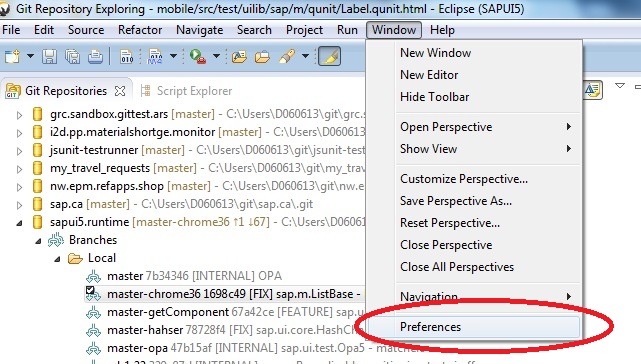 Git Repository Exploring - mobile/src/test/uilib/sap/m/qunit/Label.qunit.html - Eclipse (SAPUI5)
File Edit Source Refactor Navigate Search Project Run Window Help
New Window
New Editor
Hide Toolbar
Open Perspective
Show View
Customize Perspective...
Save Perspective As...
Reset Perspective...
Close Perspective
Close All Perspectives
Navigation
Preferences
Git Repositories Script Explorer
grc.sandbox.gittest.ars [master] - C:\Users\D060613\git\grc.s
i2d.pp.materialshortge.monitor [master] - C:\Users\D060613
jsunit-testrunner [master] - C:\Users\D060613\git\jsunit-test
my_travel_requests [master] - C:\Users\D060613\git\my_tra
nw.epm.refapps.shop [master] - C:\Users\D060613\git\nw.e
sap.ca [master] - C:\Users\D060613\git\sap.ca\.git
sapui5.runtime [master-chrome36 ↑1 ↓67] - C:\Users\D0606
Branches
Local
master 7b34346 [INTERNAL] OPA
master-chrome36 1698c49 [FIX] sap.m.ListBase -
master-getComponent 67a42ce [FEATURE] sap.u
master-hahser 78728f4 [FIX] sap.ui.core.HashCh
master-opa 47b15af [INTERNAL] sap.ui.test.Opa5 - matchers